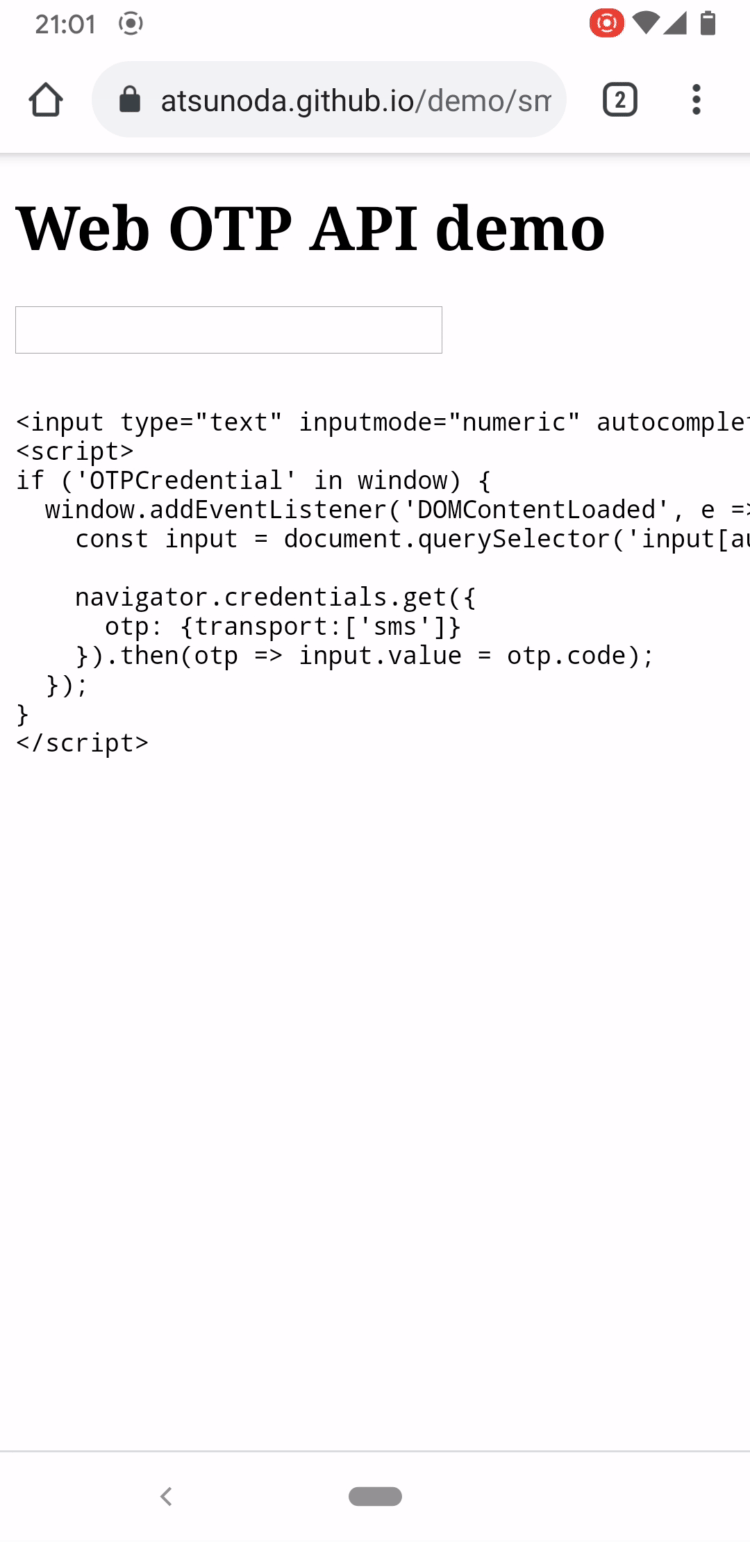 21:01
atsunoda.github.io/demo/sm
2
Web OTP API demo
<input type="text" inputmode="numeric" autocomplet
<script>
if ('OTPCredential' in window) {
  window.addEventListener('DOMContentLoaded', e =>
    const input = document.querySelector('input[au
    navigator.credentials.get({
      otp: {transport:['sms']}
    }).then(otp => input.value = otp.code);
  });
}
</script>